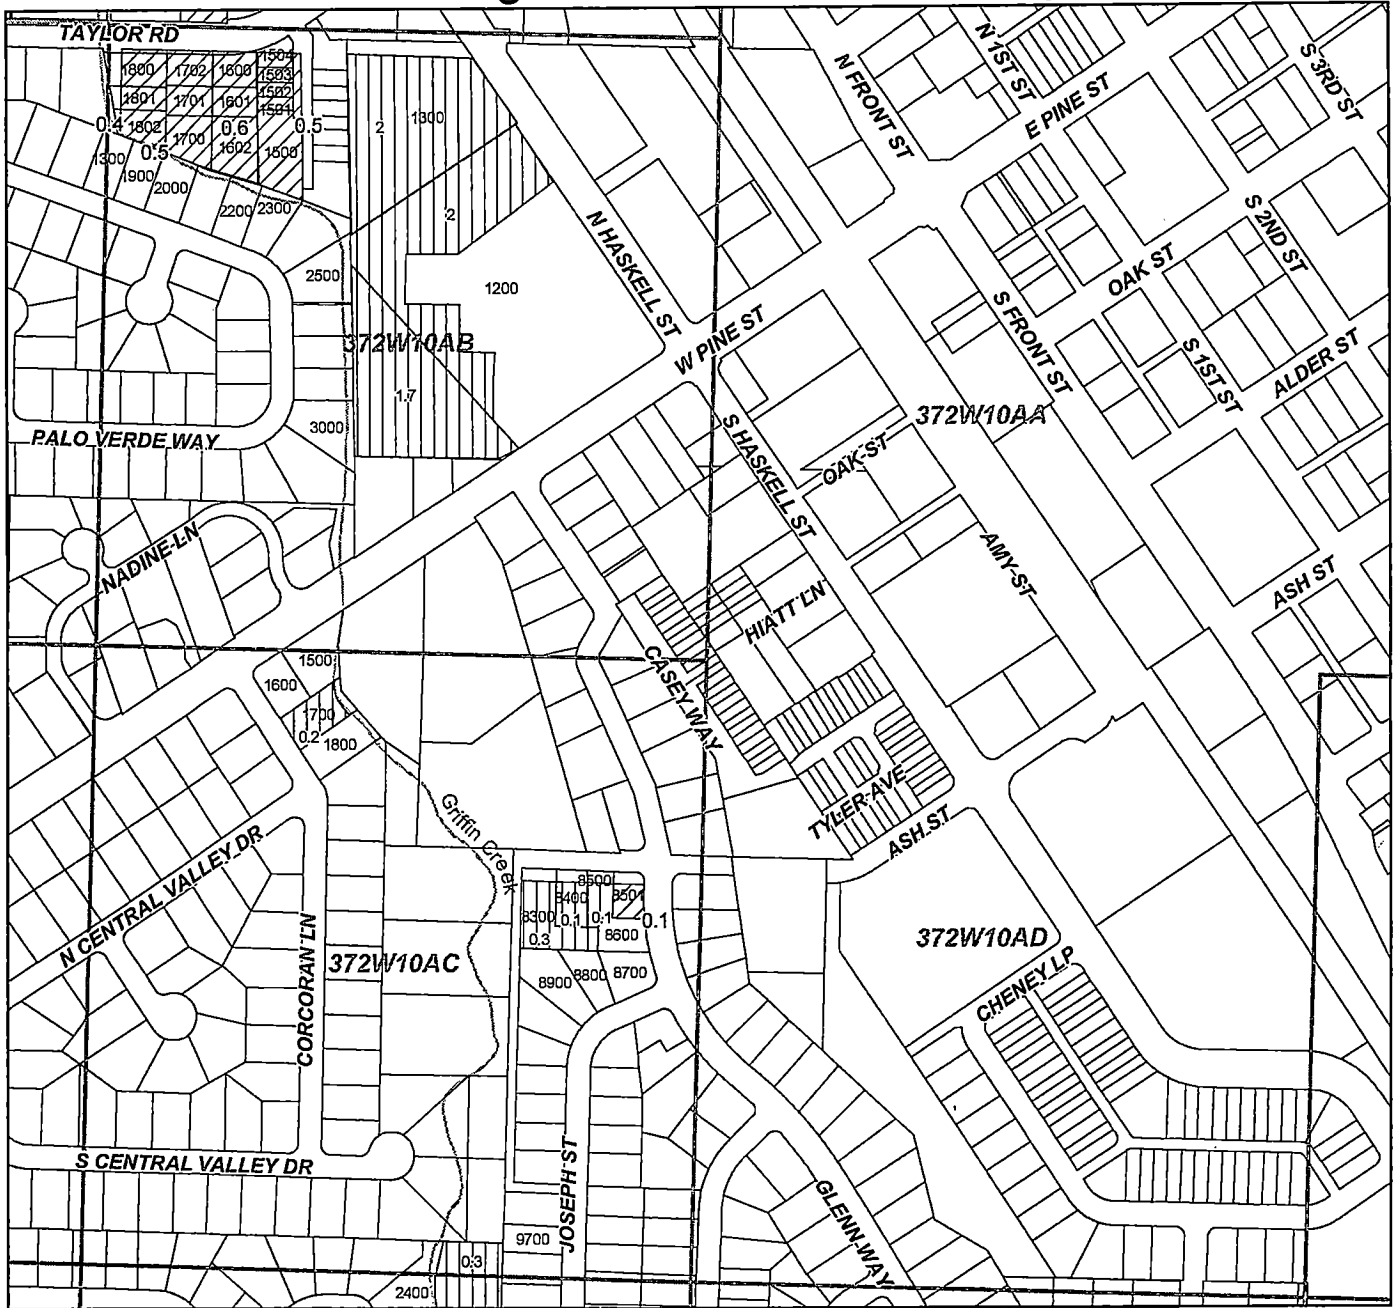 TAYLOR RD
1800
1702
1600
1504
1503
1801
1701
1601
1502
1501
0.4
1802
1700
0.6
0.5
1602
1500
0.5
1300
1900
2000
2200
2300
2500
3000
2
1300
2
1200
372W10AB
1.7
N HASKELL ST
W PINE ST
N FRONT ST
N 1ST ST
E PINE ST
S 3RD ST
S 2ND ST
OAK ST
S FRONT ST
S 1ST ST
ALDER ST
372W10AA
S HASKELL ST
OAK ST
AMY ST
ASH ST
PALO VERDE WAY
NADINE LN
HIATT LN
CASEY WAY
TYLER AVE
ASH ST
1500
1600
1700
0.2
1800
Griffin Creek
N CENTRAL VALLEY DR
CORCORAN LN
372W10AC
8500
8400
8501
8300
0.1
0.1
0.1
0.3
8600
8900
8800
8700
372W10AD
CHENEY LP
S CENTRAL VALLEY DR
JOSEPH ST
GLENN WAY
9700
0.3
2400